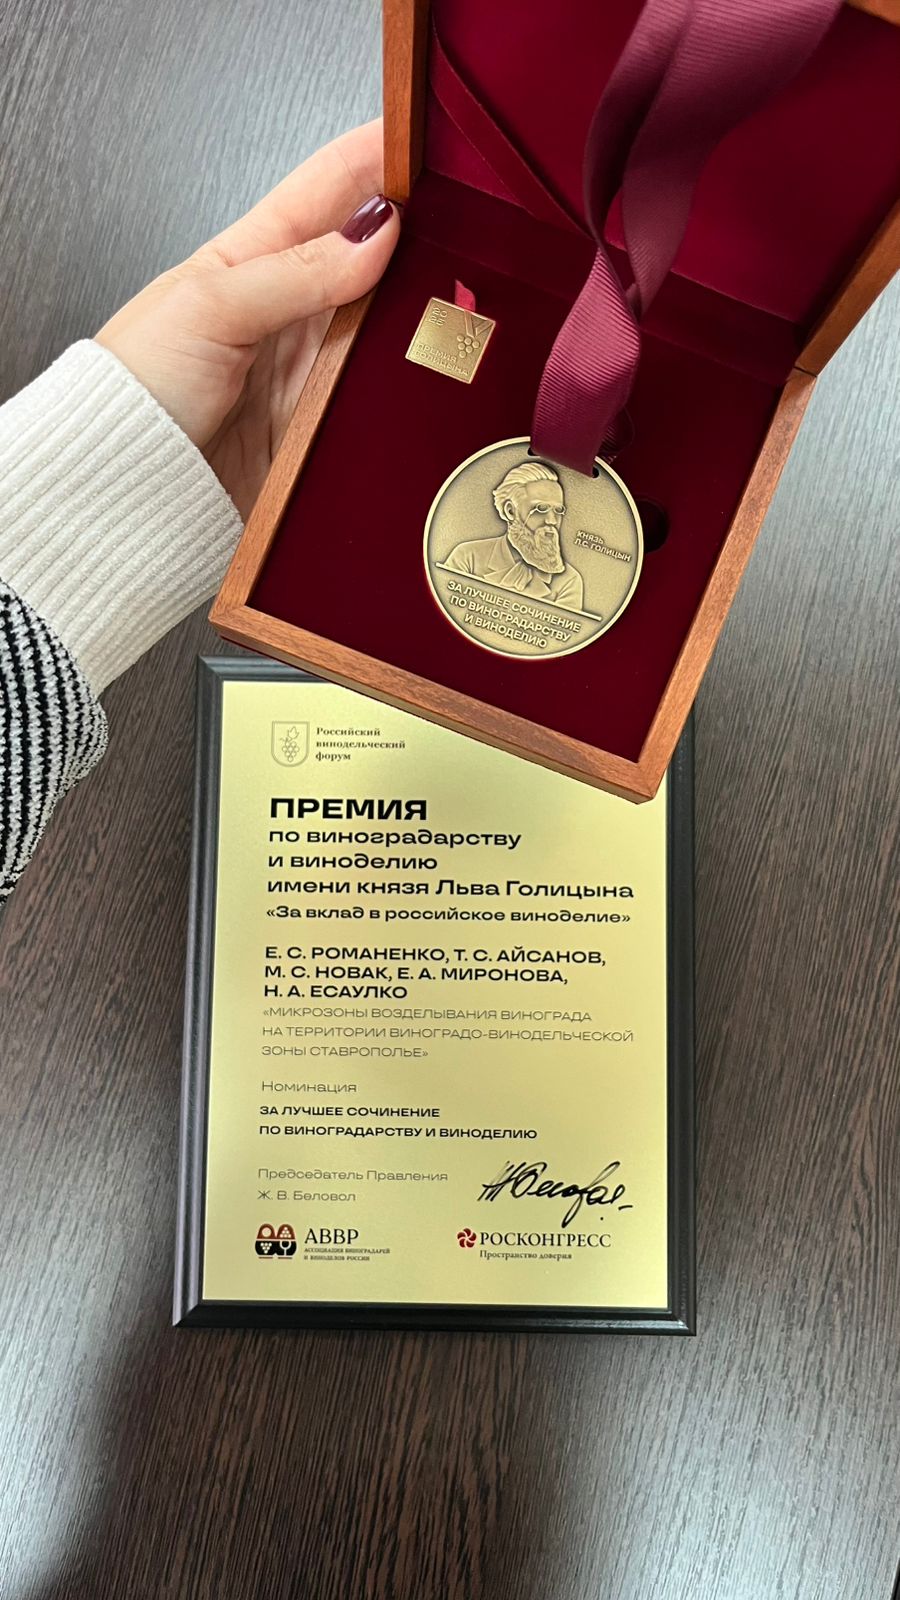 20
25
ПРЕМИЯ
ГОЛИЦЫНА
КНЯЗЬ
Л.С. ГОЛИЦЫН
ЗА ЛУЧШЕЕ СОЧИНЕНИЕ
ПО ВИНОГРАДАРСТВУ
И ВИНОДЕЛИЮ
Российский
винодельческий
форум
ПРЕМИЯ
по виноградарству
и виноделию
имени князя Льва Голицына
«За вклад в российское виноделие»
Е. С. РОМАНЕНКО, Т. С. АЙСАНОВ,
М. С. НОВАК, Е. А. МИРОНОВА,
Н. А. ЕСАУЛКО
«МИКРОЗОНЫ ВОЗДЕЛЫВАНИЯ ВИНОГРАДА
НА ТЕРРИТОРИИ ВИНОГРАДО-ВИНОДЕЛЬЧЕСКОЙ
ЗОНЫ СТАВРОПОЛЬЕ»
Номинация
ЗА ЛУЧШЕЕ СОЧИНЕНИЕ
ПО ВИНОГРАДАРСТВУ И ВИНОДЕЛИЮ
Председатель Правления
Ж. В. Беловол
АВВР
АССОЦИАЦИЯ ВИНОГРАДАРЕЙ
И ВИНОДЕЛОВ РОССИИ
РОСКОНГРЕСС
Пространство доверия